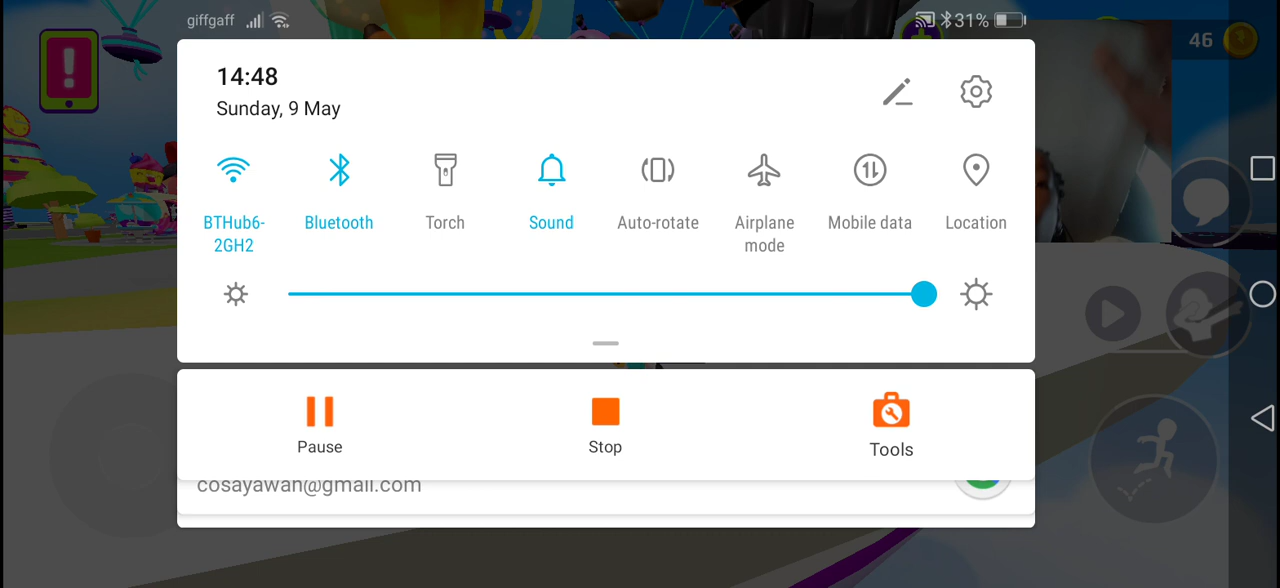 giffgaff
31%
46
14:48
Sunday, 9 May
BTHub6-
2GH2
Bluetooth
Torch
Sound
Auto-rotate
Airplane
mode
Mobile data
Location
Pause
Stop
Tools
cosayawah@gmail.com